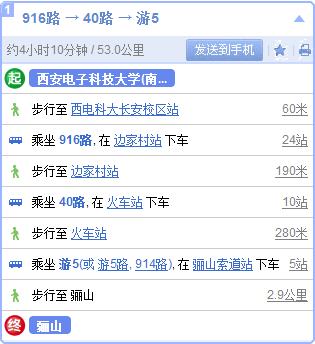 1
916路 → 40路 → 游5
约4小时10分钟 / 53.0公里 发送到手机
起 西安电子科技大学(南...
步行至 西电科大长安校区站 60米
乘坐 916路, 在 边家村站 下车 24站
步行至 边家村站 190米
乘坐 40路, 在 火车站 下车 10站
步行至 火车站 280米
乘坐 游5(或 游5路, 914路), 在 骊山索道站 下车 5站
步行至 骊山 2.9公里
终 骊山